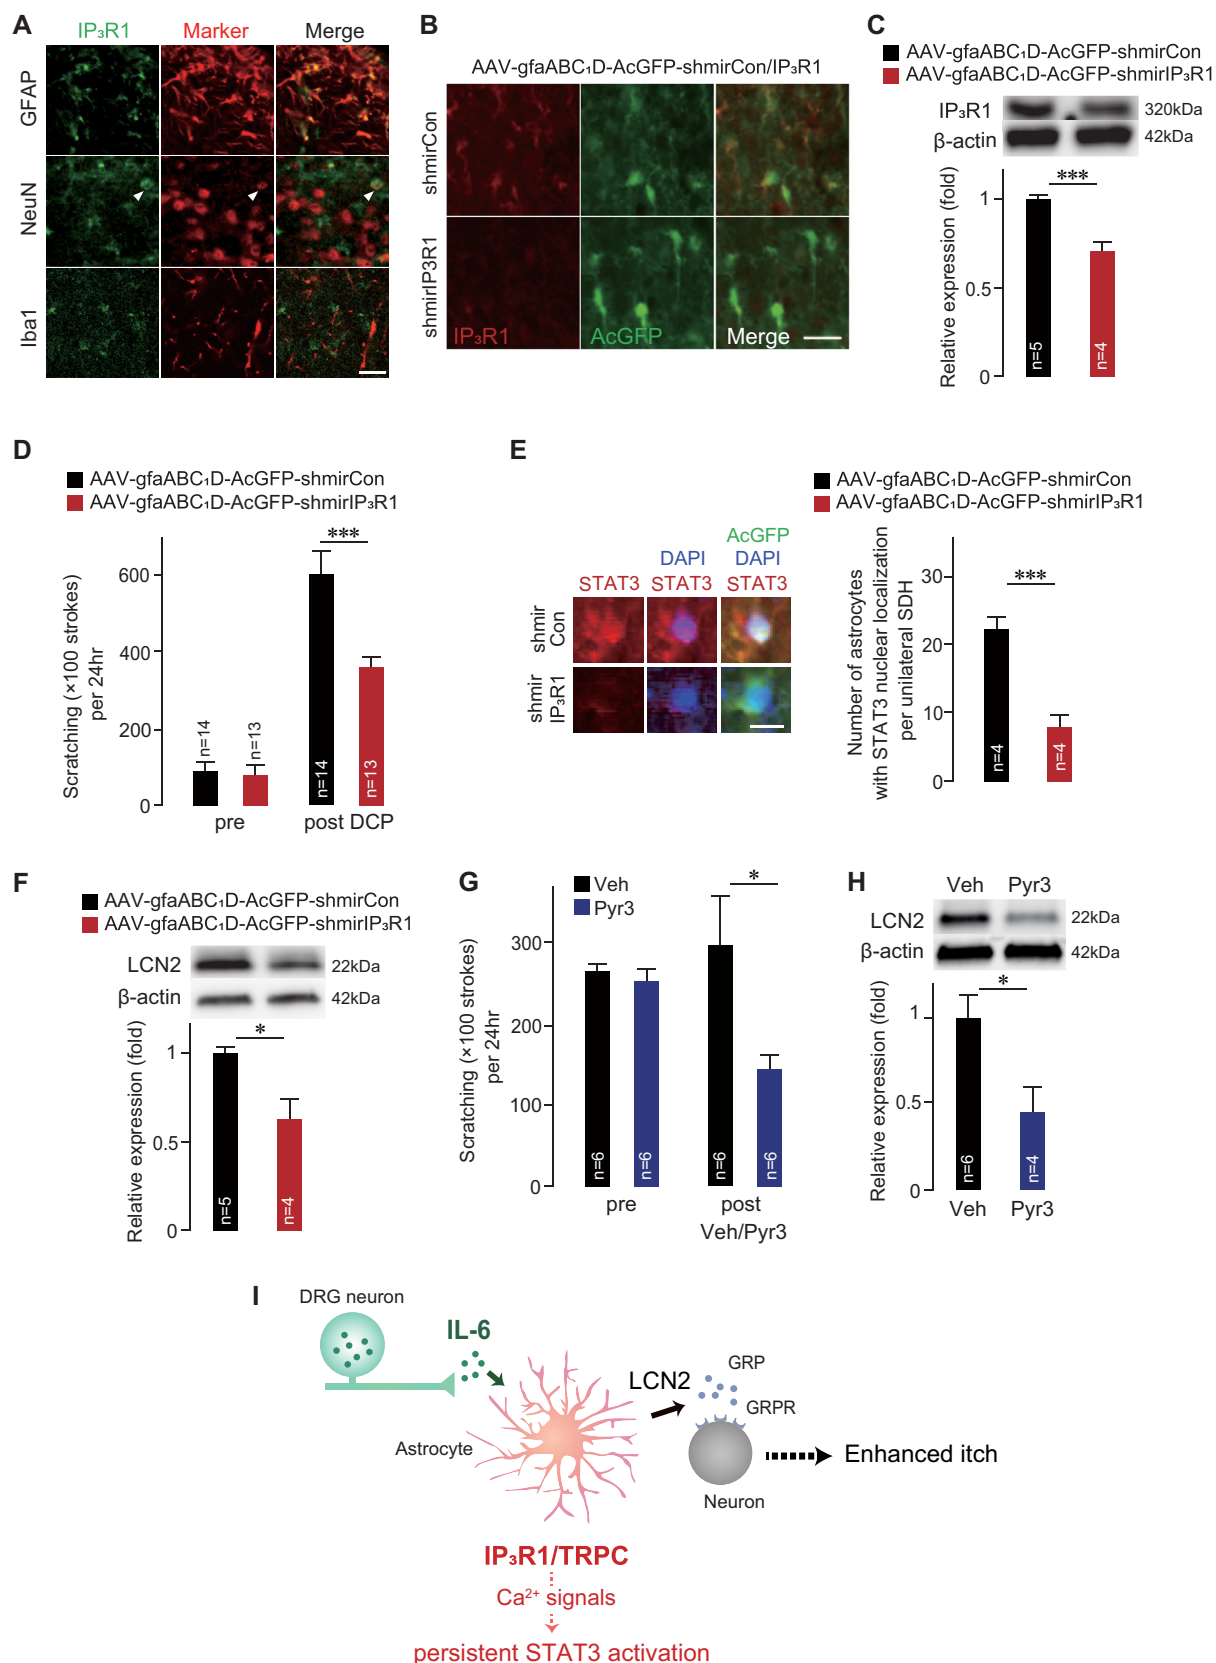 A
IP₃R1
Marker
Merge
GFAP
NeuN
Iba1
B
AAV-gfaABC₁D-AcGFP-shmirCon/IP₃R1
shmirCon
shmirIP3R1
IP₃R1
AcGFP
Merge
C
AAV-gfaABC₁D-AcGFP-shmirCon
AAV-gfaABC₁D-AcGFP-shmirIP₃R1
IP₃R1
320kDa
β-actin
42kDa
Relative expression (fold)
1
0.5
0
***
n=5
n=4
D
AAV-gfaABC₁D-AcGFP-shmirCon
AAV-gfaABC₁D-AcGFP-shmirIP₃R1
Scratching (×100 strokes)
per 24hr
600
400
200
0
***
n=14
n=13
n=14
n=13
pre
post DCP
E
AcGFP
DAPI
DAPI
STAT3
STAT3
STAT3
shmir
Con
shmir
IP₃R1
AAV-gfaABC₁D-AcGFP-shmirCon
AAV-gfaABC₁D-AcGFP-shmirIP₃R1
Number of astrocytes
with STAT3 nuclear localization
per unilateral SDH
30
20
10
0
***
n=4
n=4
F
AAV-gfaABC₁D-AcGFP-shmirCon
AAV-gfaABC₁D-AcGFP-shmirIP₃R1
LCN2
22kDa
β-actin
42kDa
Relative expression (fold)
1
0.5
0
*
n=5
n=4
G
Veh
Pyr3
Scratching (×100 strokes)
per 24hr
300
200
100
0
*
n=6
n=6
n=6
n=6
pre
post
Veh/Pyr3
H
Veh
Pyr3
LCN2
22kDa
β-actin
42kDa
Relative expression (fold)
1
0.5
0
*
n=6
n=4
Veh
Pyr3
I
DRG neuron
IL-6
Astrocyte
LCN2
GRP
GRPR
Neuron
Enhanced itch
IP₃R1/TRPC
Ca²⁺ signals
persistent STAT3 activation